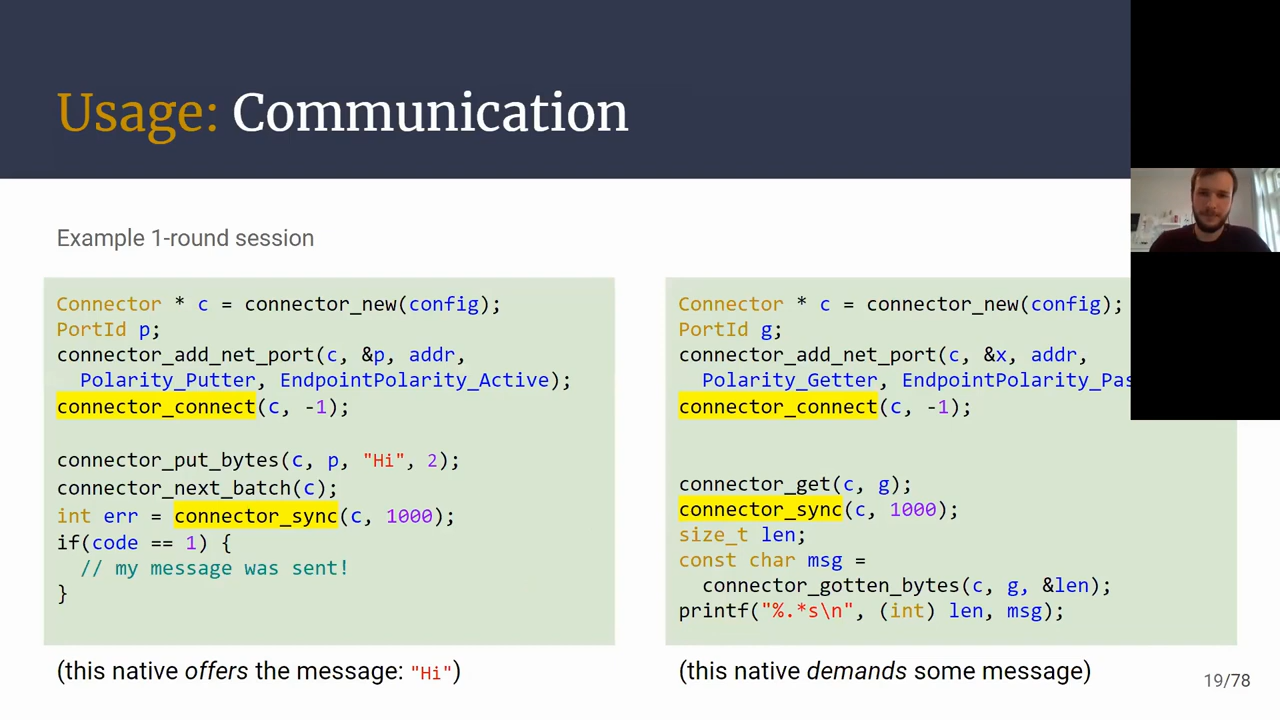 Usage: Communication
Example 1-round session
Connector * c = connector_new(config);
PortId p;
connector_add_net_port(c, &p, addr,
Polarity_Putter, EndpointPolarity_Active);
connector_connect(c, -1);
connector_put_bytes(c, p, "Hi", 2);
connector_next_batch(c);
int err = connector_sync(c, 1000);
if(code == 1) {
// my message was sent!
}
(this native offers the message: "Hi")
Connector * c = connector_new(config);
PortId g;
connector_add_net_port(c, &x, addr,
Polarity_Getter, EndpointPolarity_Pas
connector_connect(c, -1);
connector_get(c, g);
connector_sync(c, 1000);
size_t len;
const char msg =
connector_gotten_bytes(c, g, &len);
printf("%.*s\n", (int) len, msg);
(this native demands some message)
19/78